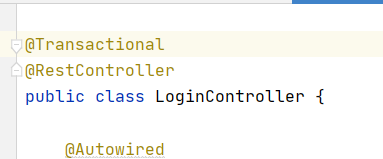 @Transactional
@RestController
public class LoginController {
@Autowired